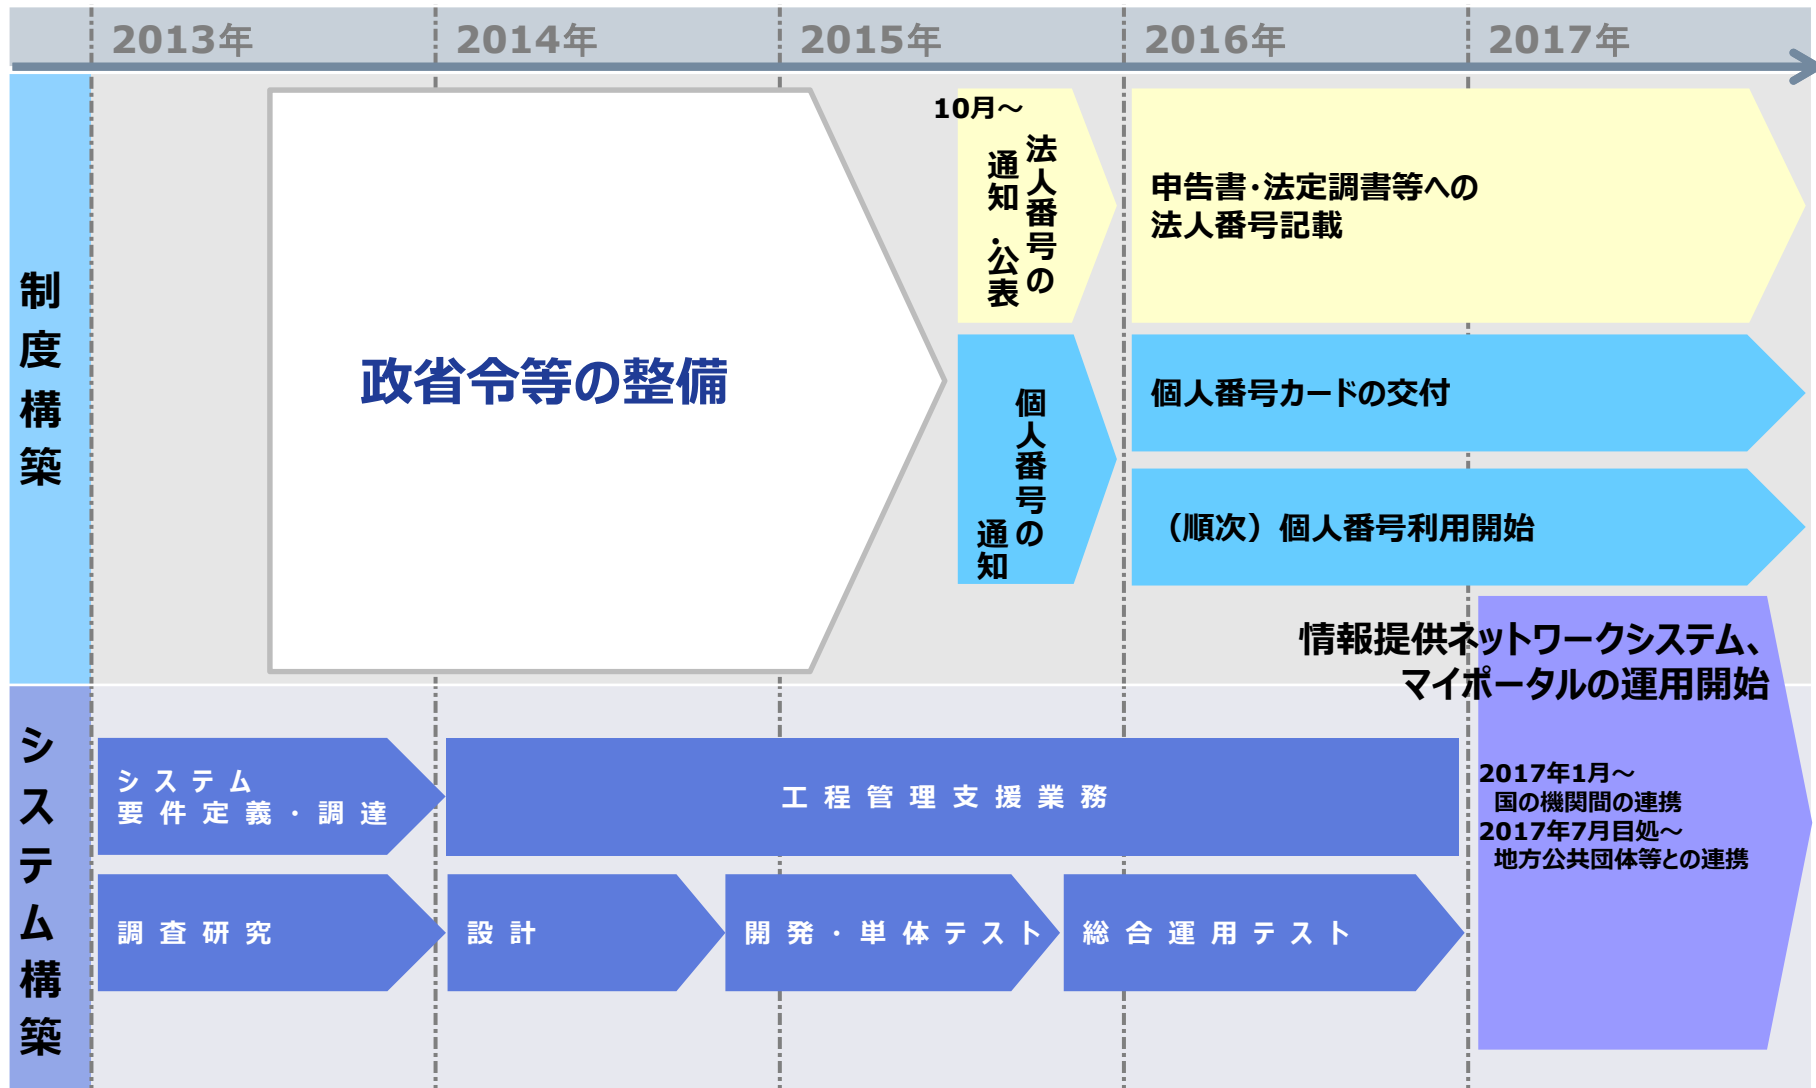 2013年
2014年
2015年
2016年
2017年
制度構築
政省令等の整備
10月～
法人番号の
通知・公表
申告書・法定調書等への
法人番号記載
個人番号の
通知
個人番号カードの交付
（順次）個人番号利用開始
情報提供ネットワークシステム、
マイポータルの運用開始
2017年1月～
国の機関間の連携
2017年7月目処～
地方公共団体等との連携
システム構築
システム
要件定義・調達
工程管理支援業務
調査研究
設計
開発・単体テスト
総合運用テスト